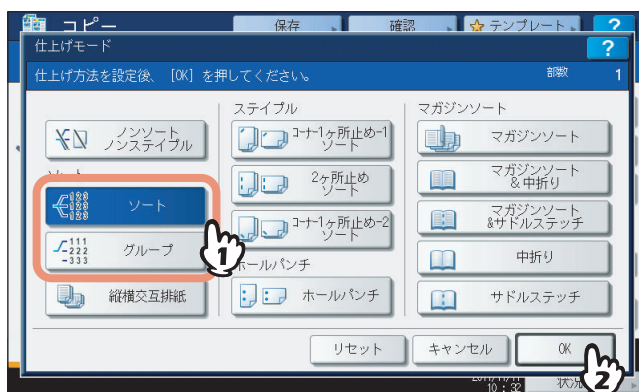 コピー
保存
確認
テンプレート
?
仕上げモード
?
仕上げ方法を設定後、[OK] を押してください。
部数 1
ノンソート
ノンステイプル
ソート
123
123
123
ソート
111
222
333
グループ
縦横交互排紙
ステイプル
コーナー1ヶ所止め-1
ソート
2ヶ所止め
ソート
コーナー1ヶ所止め-2
ソート
ホールパンチ
ホールパンチ
マガジンソート
マガジンソート
マガジンソート
&中折り
マガジンソート
&サドルステッチ
中折り
サドルステッチ
リセット
キャンセル
OK
1
2
10:32
状況